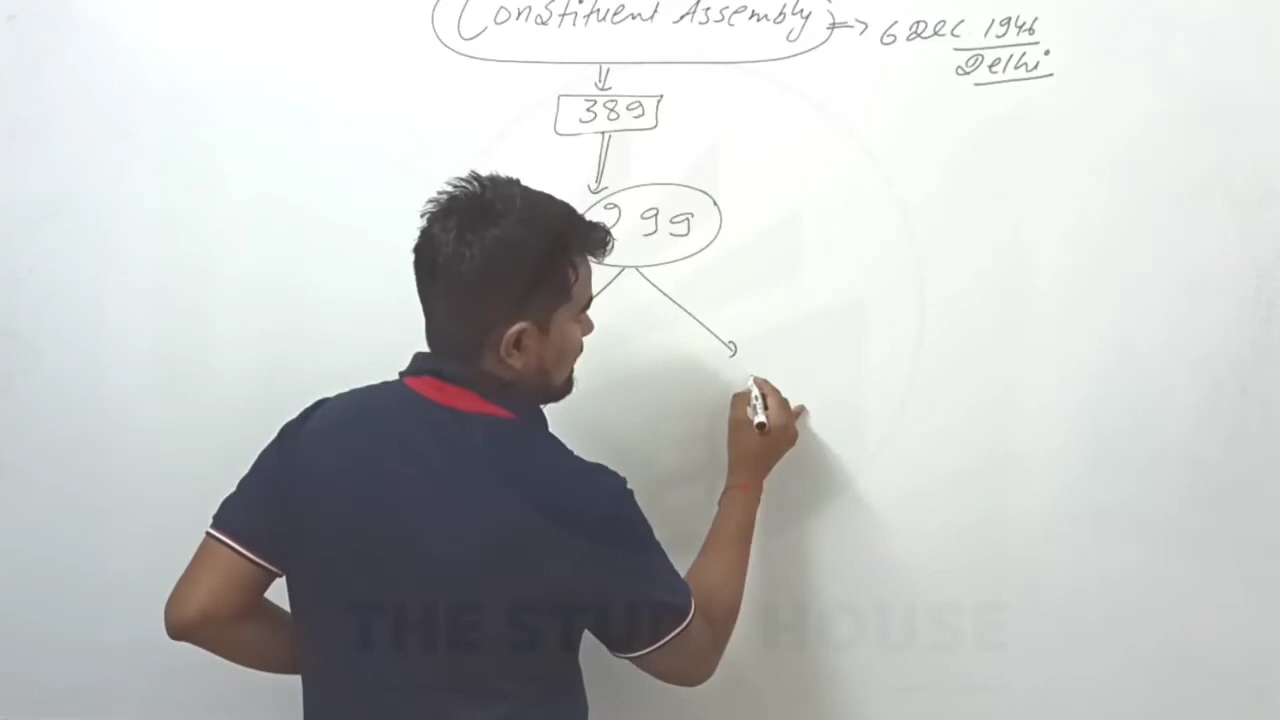 Constituent Assembly => 6 Dec 1946
Delhi
389
299
THE STUDY HOUSE